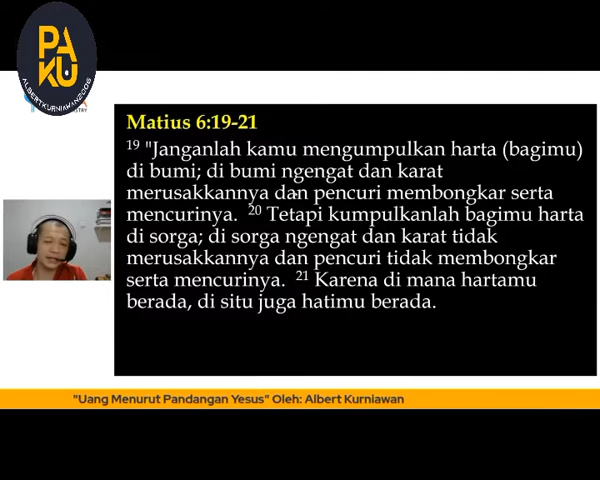 PA
KU
ALBERTKURNIAWAN2006
Matius 6:19-21
19 "Janganlah kamu mengumpulkan harta (bagimu)
di bumi; di bumi ngengat dan karat
merusakkannya dan pencuri membongkar serta
mencurinya. 20 Tetapi kumpulkanlah bagimu harta
di sorga; di sorga ngengat dan karat tidak
merusakkannya dan pencuri tidak membongkar
serta mencurinya. 21 Karena di mana hartamu
berada, di situ juga hatimu berada.
"Uang Menurut Pandangan Yesus" Oleh: Albert Kurniawan